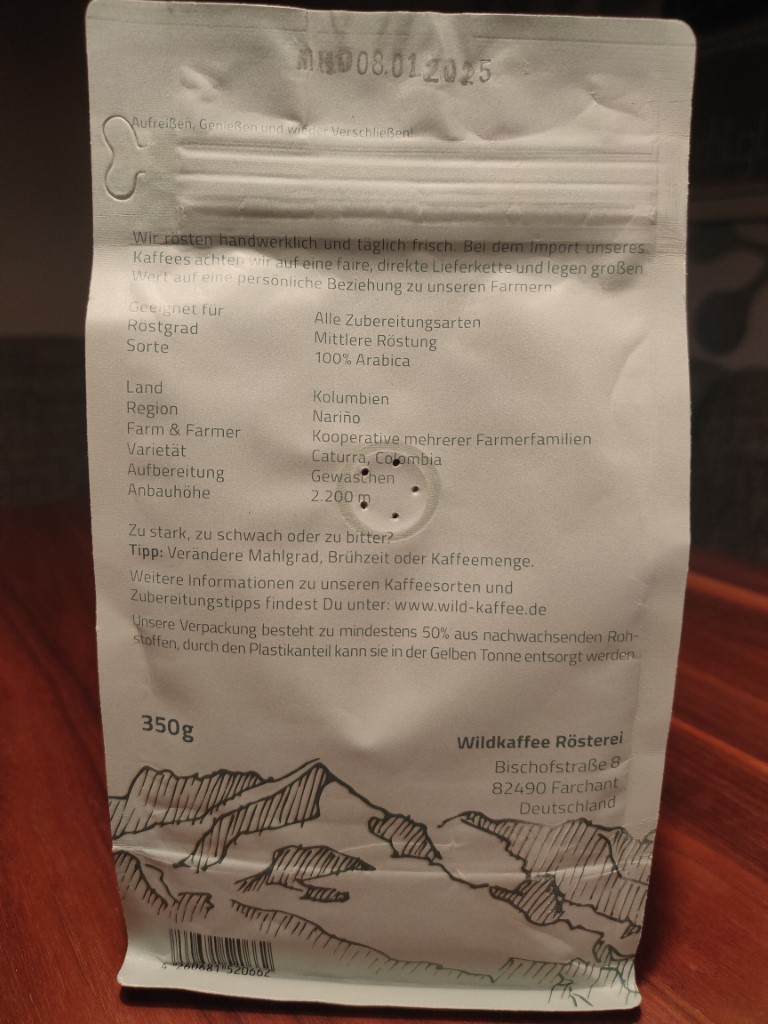 MHD08.01.2025
Aufreißen, Genießen und wieder Verschließen!
Wir rösten handwerklich und täglich frisch. Bei dem Import unseres
Kaffees achten wir auf eine faire, direkte Lieferkette und legen großen
Wert auf eine persönliche Beziehung zu unseren Farmern
Geeignet für Alle Zubereitungsarten
Röstgrad Mittlere Röstung
Sorte 100% Arabica
Land Kolumbien
Region Nariño
Farm & Farmer Kooperative mehrerer Farmerfamilien
Varietät Caturra, Colombia
Aufbereitung Gewaschen
Anbauhöhe 2.200 m
Zu stark, zu schwach oder zu bitter?
Tipp: Verändere Mahlgrad, Brühzeit oder Kaffeemenge.
Weitere Informationen zu unseren Kaffeesorten und
Zubereitungstipps findest Du unter: www.wild-kaffee.de
Unsere Verpackung besteht zu mindestens 50% aus nachwachsenden Roh-
stoffen, durch den Plastikanteil kann sie in der Gelben Tonne entsorgt werden.
350g
Wildkaffee Rösterei
Bischofstraße 8
82490 Farchant
Deutschland
4 260681 520662